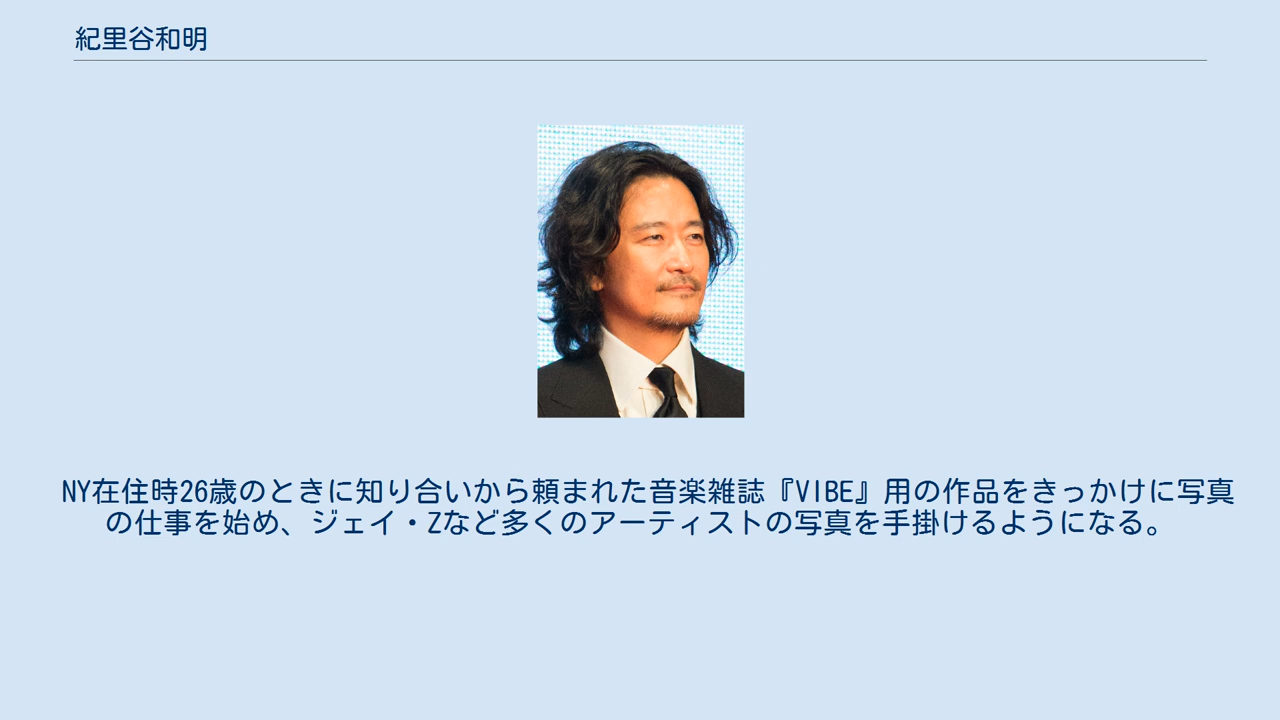 紀里谷和明
NY在住時26歳のときに知り合いから頼まれた音楽雑誌『VIBE』用の作品をきっかけに写真
の仕事を始め、ジェイ・Zなど多くのアーティストの写真を手掛けるようになる。